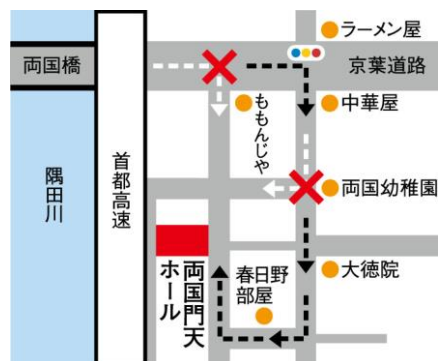 ラーメン屋
両国橋
京葉道路
中華屋
ももんじや
隅田川
首都高速
両国幼稚園
両国門天
ホール
春日野
部屋
大徳院